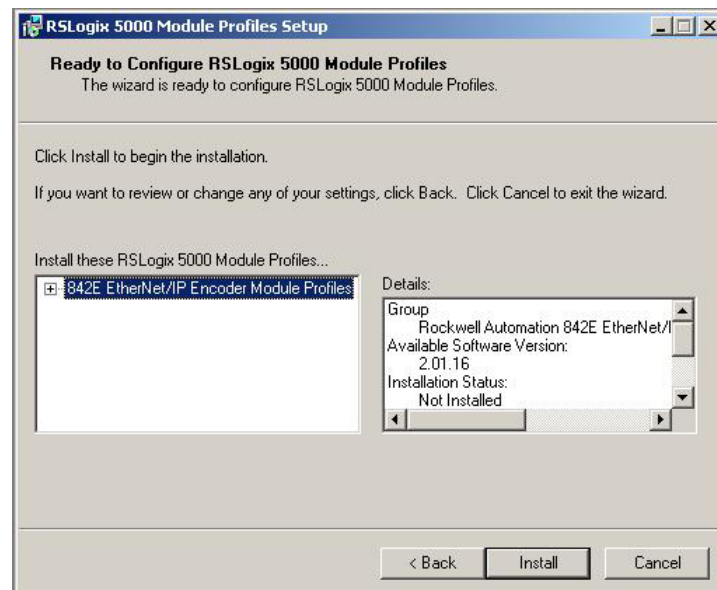 RSLogix 5000 Module Profiles Setup
Ready to Configure RSLogix 5000 Module Profiles
The wizard is ready to configure RSLogix 5000 Module Profiles.
Click Install to begin the installation.
If you want to review or change any of your settings, click Back.  Click Cancel to exit the wizard.
Install these RSLogix 5000 Module Profiles...
842E EtherNet/IP Encoder Module Profiles
Details:
Group
Rockwell Automation 842E EtherNet/I
Available Software Version:
2.01.16
Installation Status:
Not Installed
< Back
Install
Cancel